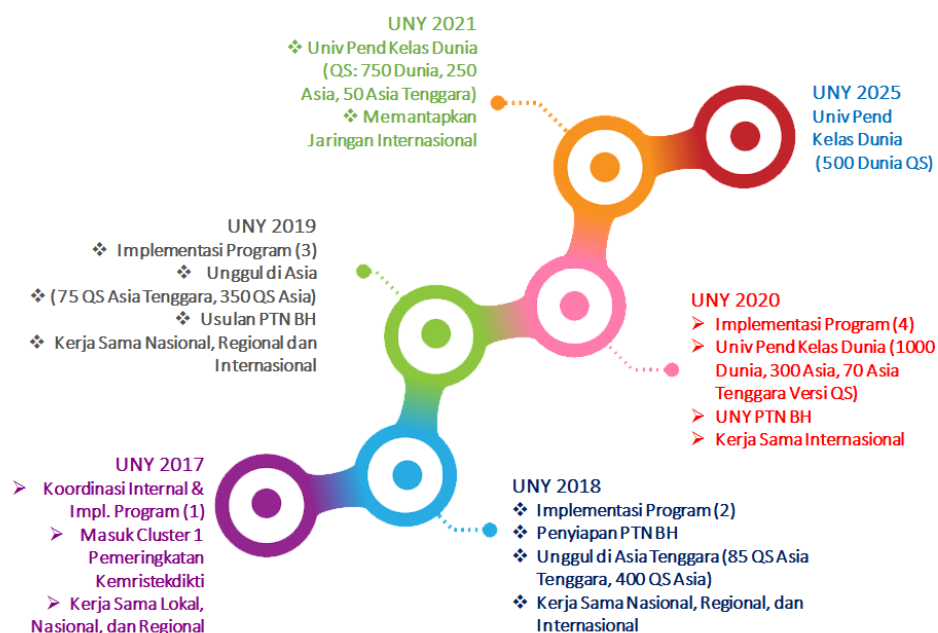 UNY 2021
❖ Univ Pend Kelas Dunia
(QS: 750 Dunia, 250
Asia, 50 Asia Tenggara)
❖ Memantapkan
Jaringan Internasional
UNY 2025
Univ Pend
Kelas Dunia
(500 Dunia QS)
UNY 2019
❖ Implementasi Program (3)
❖ Unggul di Asia
❖ (75 QS Asia Tenggara, 350 QS Asia)
❖ Usulan PTN BH
❖ Kerja Sama Nasional, Regional dan
Internasional
UNY 2020
➢ Implementasi Program (4)
➢ Univ Pend Kelas Dunia (1000
Dunia, 300 Asia, 70 Asia
Tenggara Versi QS)
➢ UNY PTN BH
➢ Kerja Sama Internasional
UNY 2017
➢ Koordinasi Internal &
Impl. Program (1)
➢ Masuk Cluster 1
Pemeringkatan
Kemristekdikti
➢ Kerja Sama Lokal,
Nasional, dan Regional
UNY 2018
❖ Implementasi Program (2)
❖ Penyiapan PTN BH
❖ Unggul di Asia Tenggara (85 QS Asia
Tenggara, 400 QS Asia)
❖ Kerja Sama Nasional, Regional, dan
Internasional